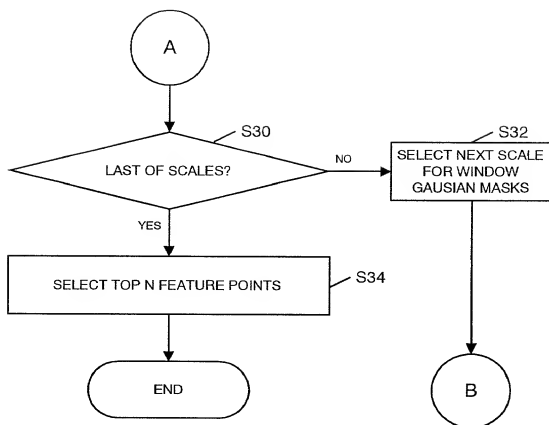 A
S30
LAST OF SCALES?
NO
S32
SELECT NEXT SCALE
FOR WINDOW
GAUSIAN MASKS
YES
S34
SELECT TOP N FEATURE POINTS
END
B